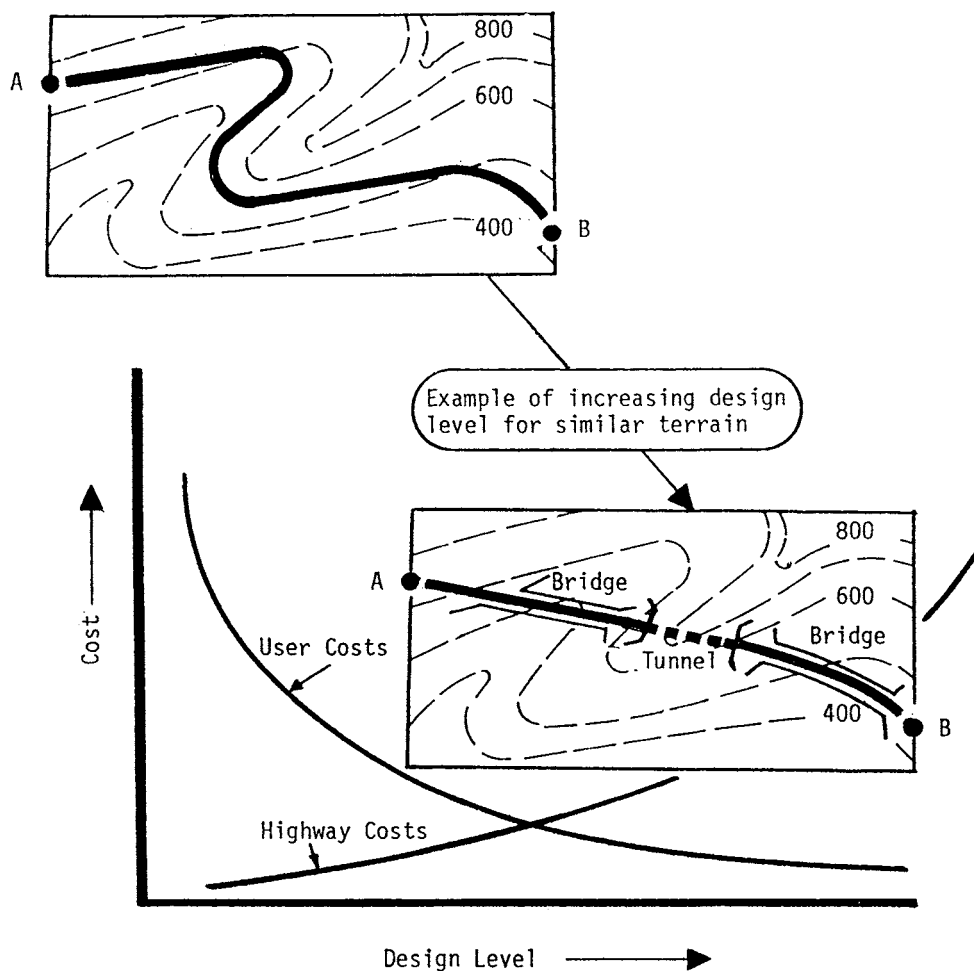 800
A
600
400
B
Example of increasing design
level for similar terrain
800
A
Bridge
600
Bridge
Tunnel
400
B
Cost
User Costs
Highway Costs
Design Level